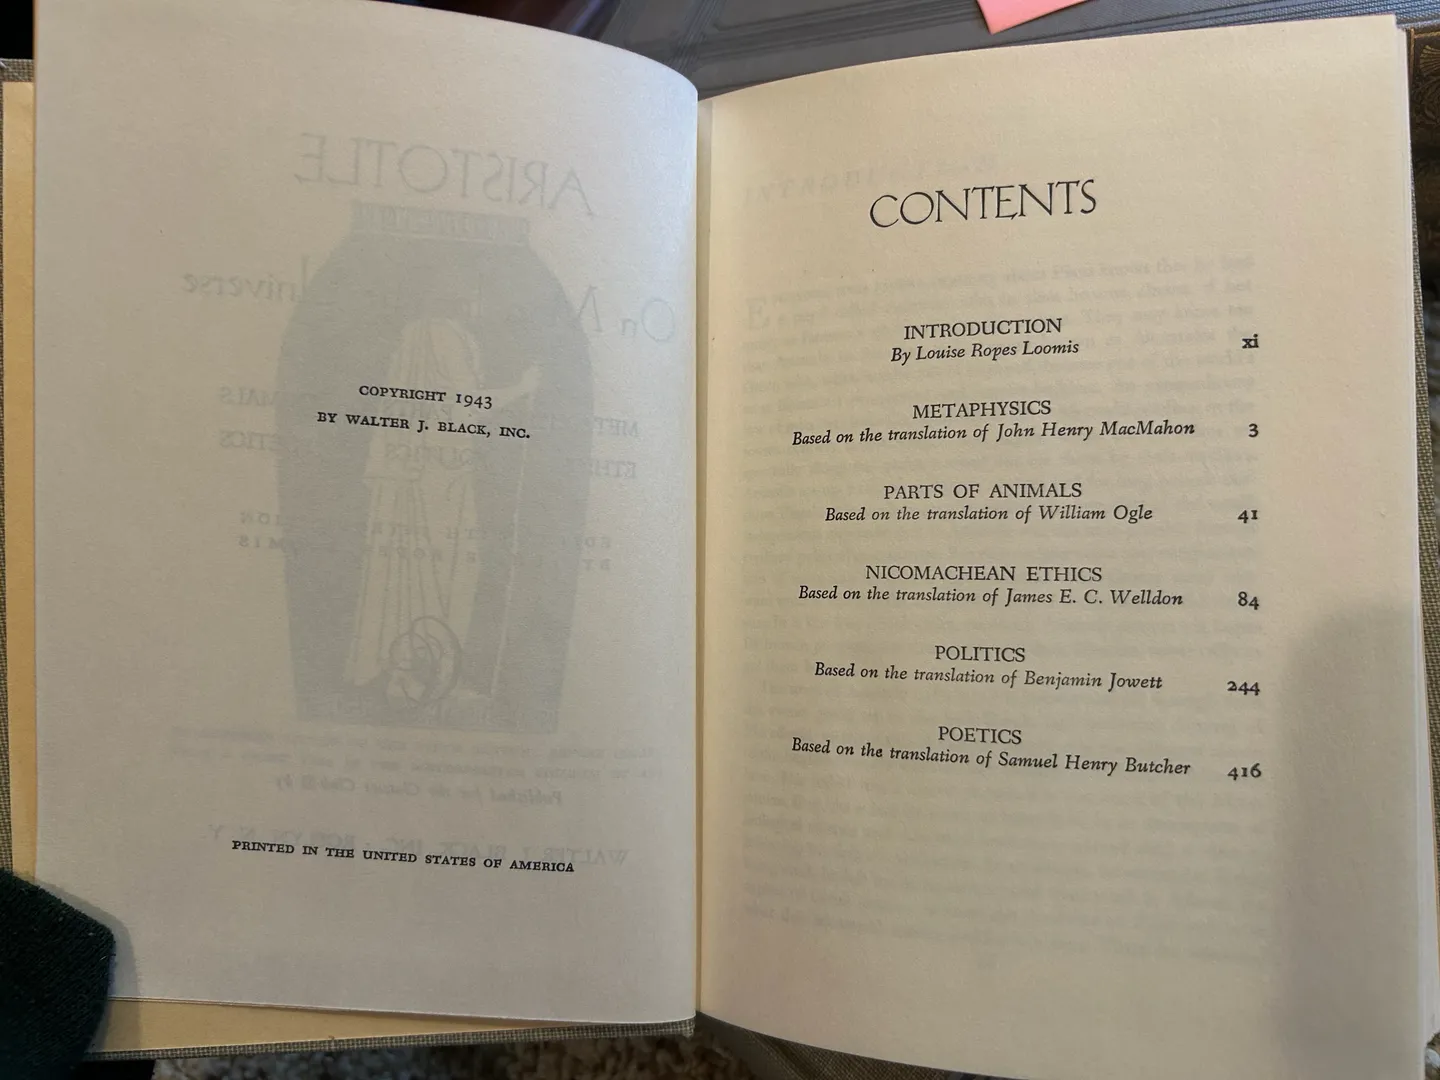 COPYRIGHT 1943
BY WALTER J. BLACK, INC.
PRINTED IN THE UNITED STATES OF AMERICA
CONTENTS
INTRODUCTION
By Louise Ropes Loomis xi
METAPHYSICS
Based on the translation of John Henry MacMahon 3
PARTS OF ANIMALS
Based on the translation of William Ogle 41
NICOMACHEAN ETHICS
Based on the translation of James E. C. Welldon 84
POLITICS
Based on the translation of Benjamin Jowett 244
POETICS
Based on the translation of Samuel Henry Butcher 416